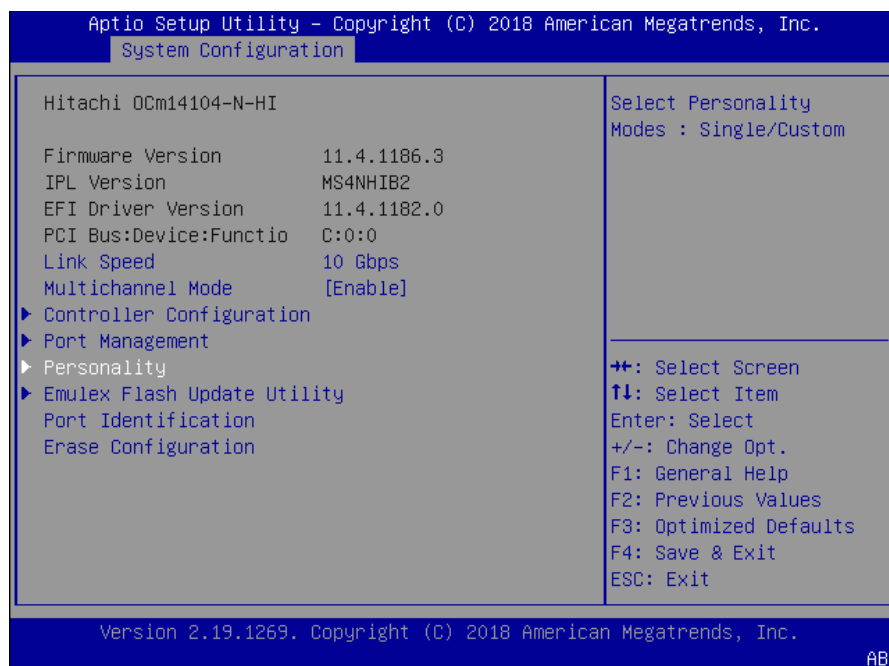 Aptio Setup Utility – Copyright (C) 2018 American Megatrends, Inc.
System Configuration
Hitachi OCm14104-N-HI
Firmware Version 11.4.1186.3
IPL Version MS4NHIB2
EFI Driver Version 11.4.1182.0
PCI Bus:Device:Functio C:0:0
Link Speed 10 Gbps
Multichannel Mode [Enable]
Controller Configuration
Port Management
Personality
Emulex Flash Update Utility
Port Identification
Erase Configuration
Select Personality
Modes : Single/Custom
→←: Select Screen
↑↓: Select Item
Enter: Select
+/-: Change Opt.
F1: General Help
F2: Previous Values
F3: Optimized Defaults
F4: Save & Exit
ESC: Exit
Version 2.19.1269. Copyright (C) 2018 American Megatrends, Inc.
AB